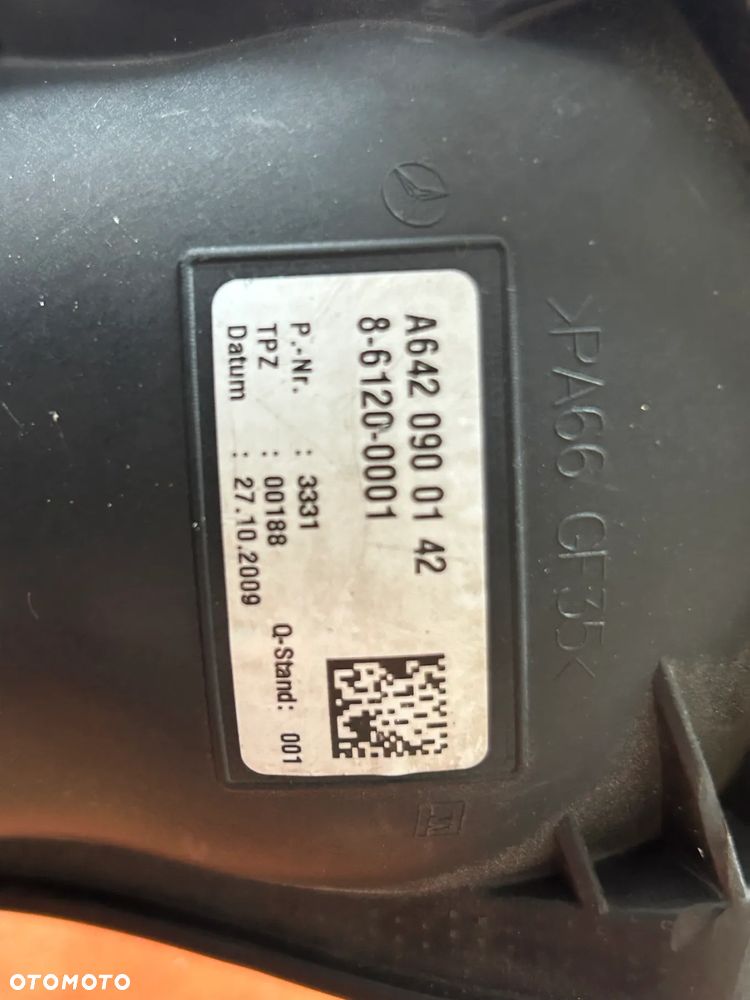 >PA66 GF35<
A642 090 01 42
8-6120-0001
P.-Nr. : 3331
TPZ : 00188 Q-Stand: 001
Datum : 27.10.2009
M
OTOMOTO